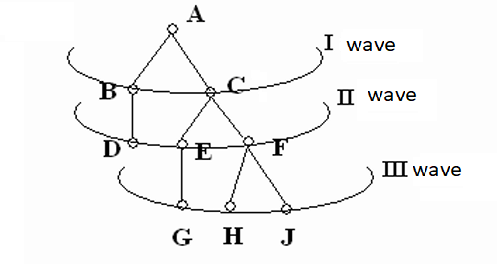 A
Ⅰ wave
B C
Ⅱ wave
D E F
Ⅲ wave
G H J